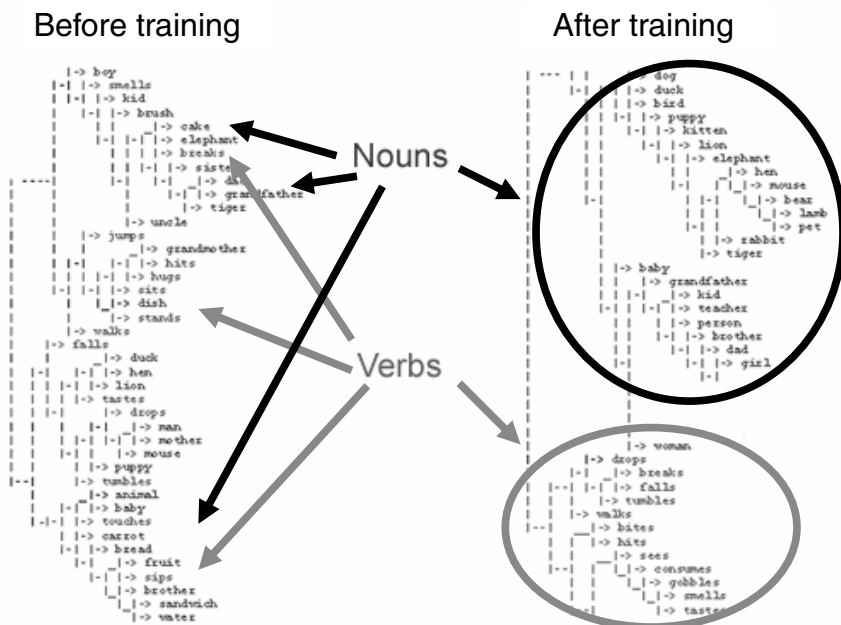 Before training
After training
Nouns
Verbs
boy
smells
kid
brush
cake
elephant
breaks
sister
dad
grandfather
tiger
uncle
jumps
grandmother
hits
hugs
sits
dish
stands
walks
falls
duck
hen
lion
tastes
drops
man
mother
mouse
puppy
tumbles
animal
baby
touches
carrot
bread
fruit
sips
brother
sandwich
water
dog
duck
bird
puppy
kitten
lion
elephant
hen
mouse
bear
lamb
pet
rabbit
tiger
baby
grandfather
kid
teacher
person
brother
dad
girl
woman
drops
breaks
falls
tumbles
walks
bites
hits
sees
consumes
gobbles
smells
tastes